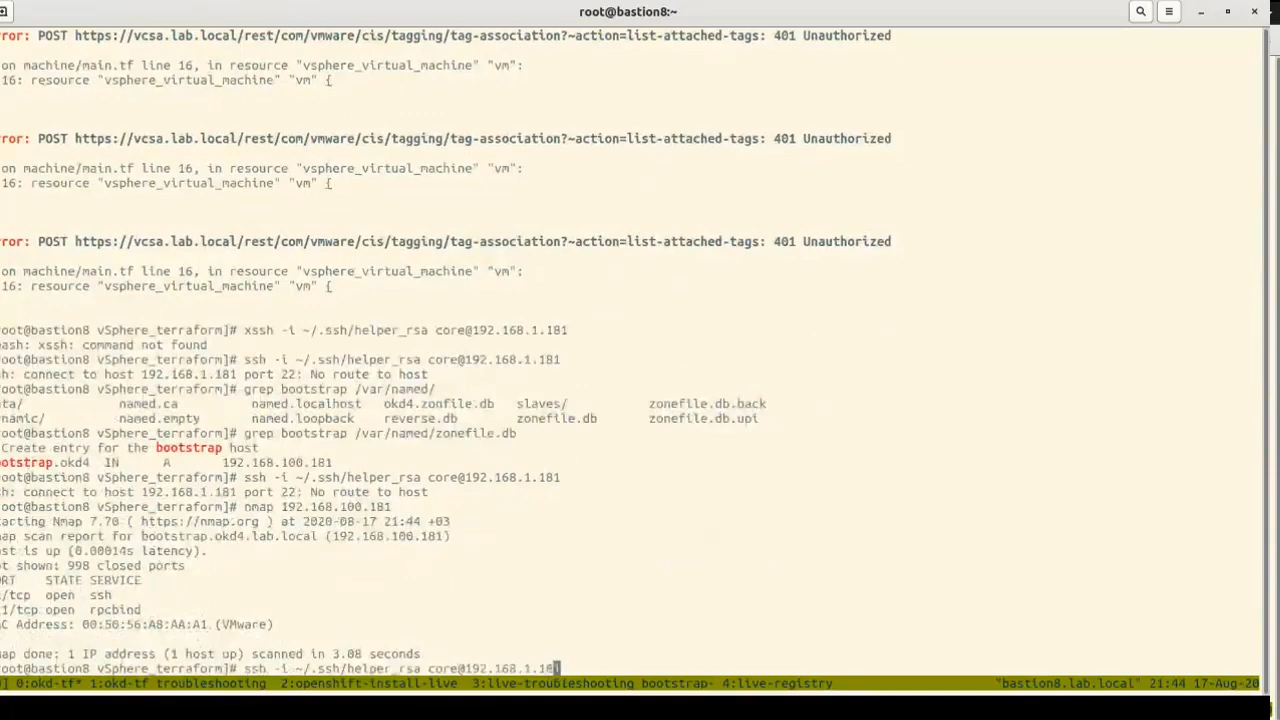 root@bastion8:~
ror: POST https://vcsa.lab.local/rest/com/vmware/cis/tagging/tag-association?~action=list-attached-tags: 401 Unauthorized
on machine/main.tf line 16, in resource "vsphere_virtual_machine" "vm":
16: resource "vsphere_virtual_machine" "vm" {
ror: POST https://vcsa.lab.local/rest/com/vmware/cis/tagging/tag-association?~action=list-attached-tags: 401 Unauthorized
on machine/main.tf line 16, in resource "vsphere_virtual_machine" "vm":
16: resource "vsphere_virtual_machine" "vm" {
ror: POST https://vcsa.lab.local/rest/com/vmware/cis/tagging/tag-association?~action=list-attached-tags: 401 Unauthorized
on machine/main.tf line 16, in resource "vsphere_virtual_machine" "vm":
16: resource "vsphere_virtual_machine" "vm" {
oot@bastion8 vSphere_terraform]# xssh -i ~/.ssh/helper_rsa core@192.168.1.181
ash: xssh: command not found
oot@bastion8 vSphere_terraform]# ssh -i ~/.ssh/helper_rsa core@192.168.1.181
h: connect to host 192.168.1.181 port 22: No route to host
oot@bastion8 vSphere_terraform]# grep bootstrap /var/named/
ta/ named.ca named.localhost okd4.zonfile.db slaves/ zonefile.db.back
namic/ named.empty named.loopback reverse.db zonefile.db zonefile.db.upi
oot@bastion8 vSphere_terraform]# grep bootstrap /var/named/zonefile.db
Create entry for the bootstrap host
ootstrap.okd4 IN A 192.168.100.181
oot@bastion8 vSphere_terraform]# ssh -i ~/.ssh/helper_rsa core@192.168.1.181
h: connect to host 192.168.1.181 port 22: No route to host
oot@bastion8 vSphere_terraform]# nmap 192.168.100.181
arting Nmap 7.70 ( https://nmap.org ) at 2020-08-17 21:44 +03
map scan report for bootstrap.okd4.lab.local (192.168.100.181)
st is up (0.00014s latency).
t shown: 998 closed ports
RT STATE SERVICE
/tcp open ssh
1/tcp open rpcbind
AC Address: 00:50:56:A8:AA:A1 (VMware)
ap done: 1 IP address (1 host up) scanned in 3.08 seconds
oot@bastion8 vSphere_terraform]# ssh -i ~/.ssh/helper_rsa core@192.168.1.18
] 0:okd-tf* 1:okd-tf troubleshooting 2:openshift-install-live 3:live-troubleshooting bootstrap- 4:live-registry "bastion8.lab.local" 21:44 17-Aug-20